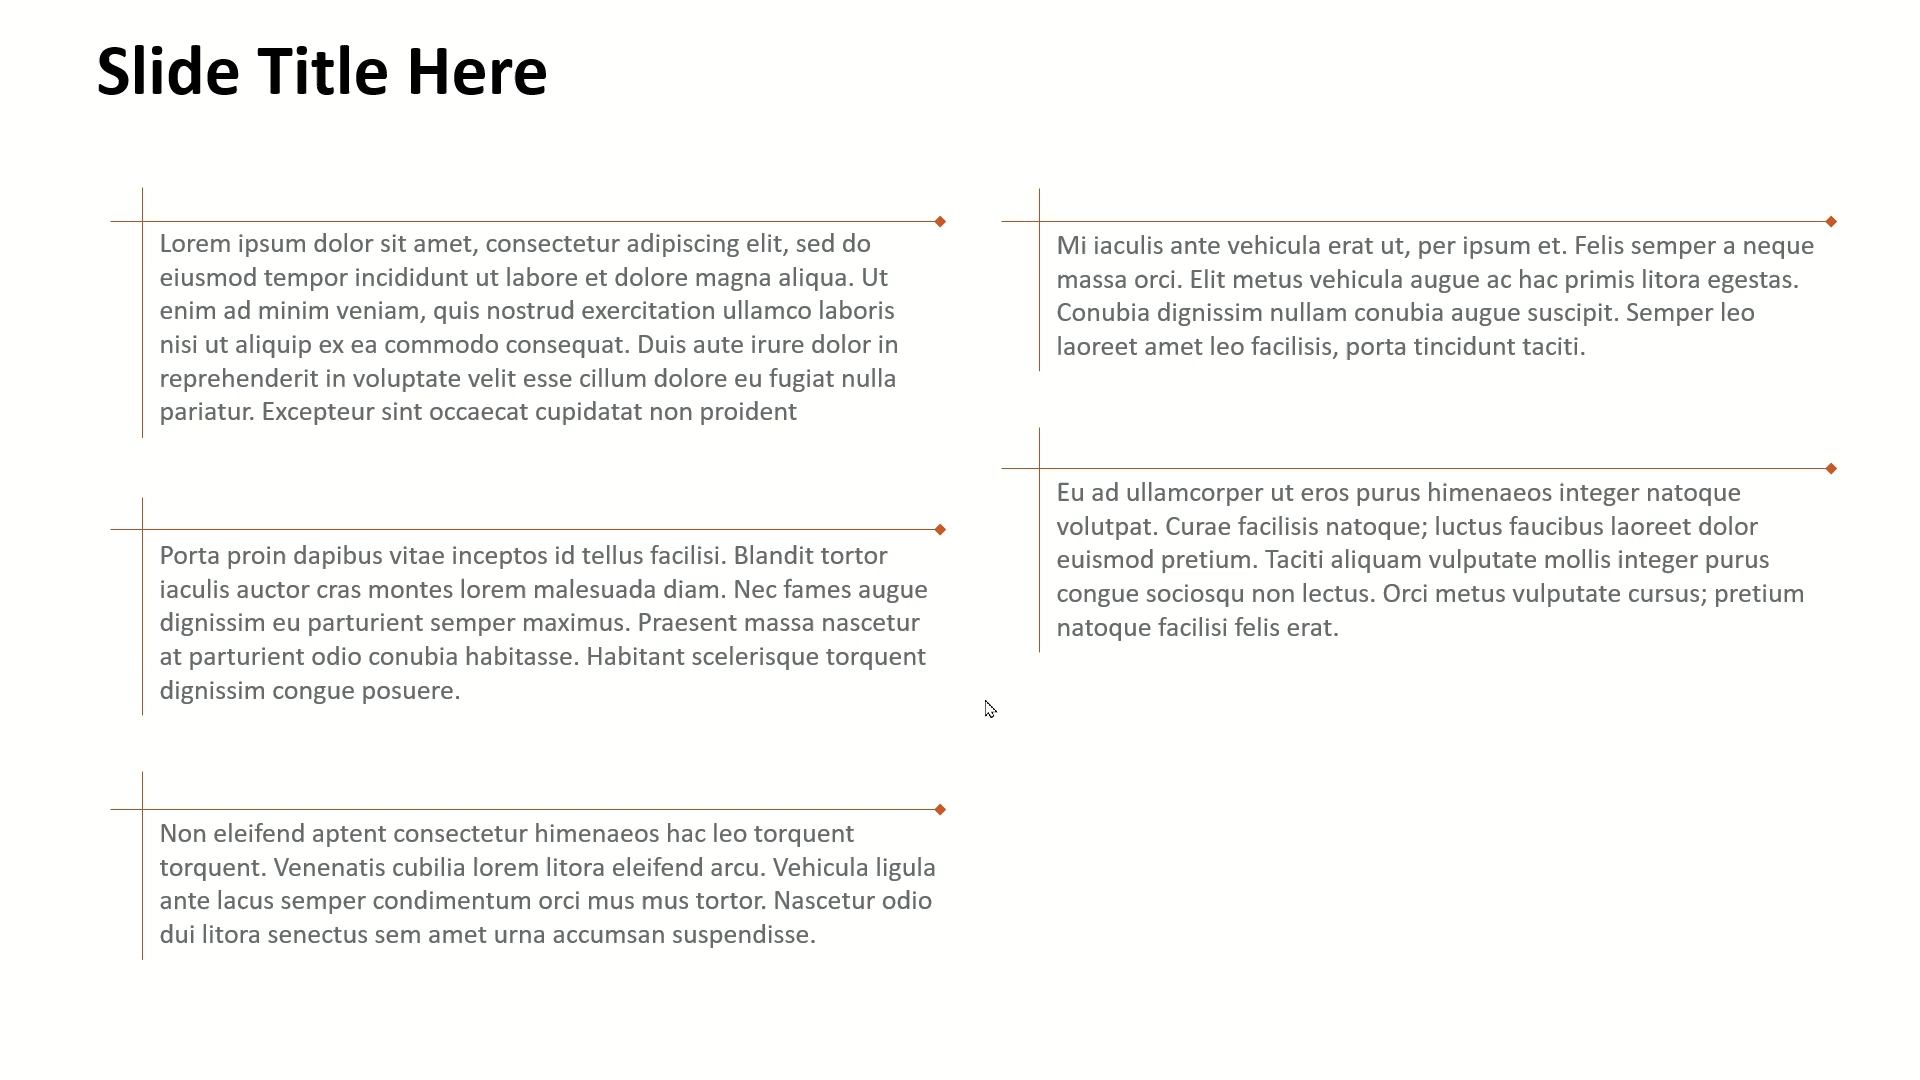 Slide Title Here
Lorem ipsum dolor sit amet, consectetur adipiscing elit, sed do
eiusmod tempor incididunt ut labore et dolore magna aliqua. Ut
enim ad minim veniam, quis nostrud exercitation ullamco laboris
nisi ut aliquip ex ea commodo consequat. Duis aute irure dolor in
reprehenderit in voluptate velit esse cillum dolore eu fugiat nulla
pariatur. Excepteur sint occaecat cupidatat non proident
Porta proin dapibus vitae inceptos id tellus facilisi. Blandit tortor
iaculis auctor cras montes lorem malesuada diam. Nec fames augue
dignissim eu parturient semper maximus. Praesent massa nascetur
at parturient odio conubia habitasse. Habitant scelerisque torquent
dignissim congue posuere.
Non eleifend aptent consectetur himenaeos hac leo torquent
torquent. Venenatis cubilia lorem litora eleifend arcu. Vehicula ligula
ante lacus semper condimentum orci mus mus tortor. Nascetur odio
dui litora senectus sem amet urna accumsan suspendisse.
Mi iaculis ante vehicula erat ut, per ipsum et. Felis semper a neque
massa orci. Elit metus vehicula augue ac hac primis litora egestas.
Conubia dignissim nullam conubia augue suscipit. Semper leo
laoreet amet leo facilisis, porta tincidunt taciti.
Eu ad ullamcorper ut eros purus himenaeos integer natoque
volutpat. Curae facilisis natoque; luctus faucibus laoreet dolor
euismod pretium. Taciti aliquam vulputate mollis integer purus
congue sociosqu non lectus. Orci metus vulputate cursus; pretium
natoque facilisi felis erat.